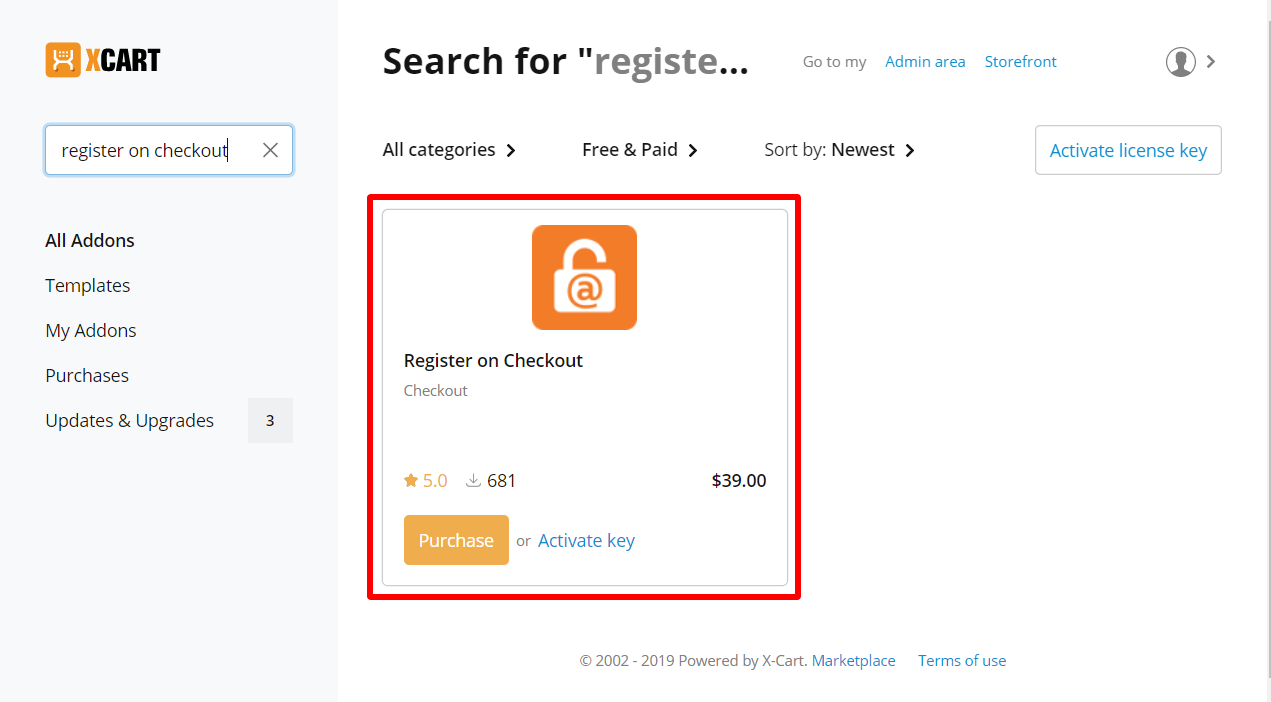 XCART
register on checkout
All Addons
Templates
My Addons
Purchases
Updates & Upgrades 3
Search for "registe...
Go to my Admin area Storefront
All categories Free & Paid Sort by: Newest Activate license key
@
Register on Checkout
Checkout
5.0 681 $39.00
Purchase or Activate key
© 2002 - 2019 Powered by X-Cart. Marketplace Terms of use